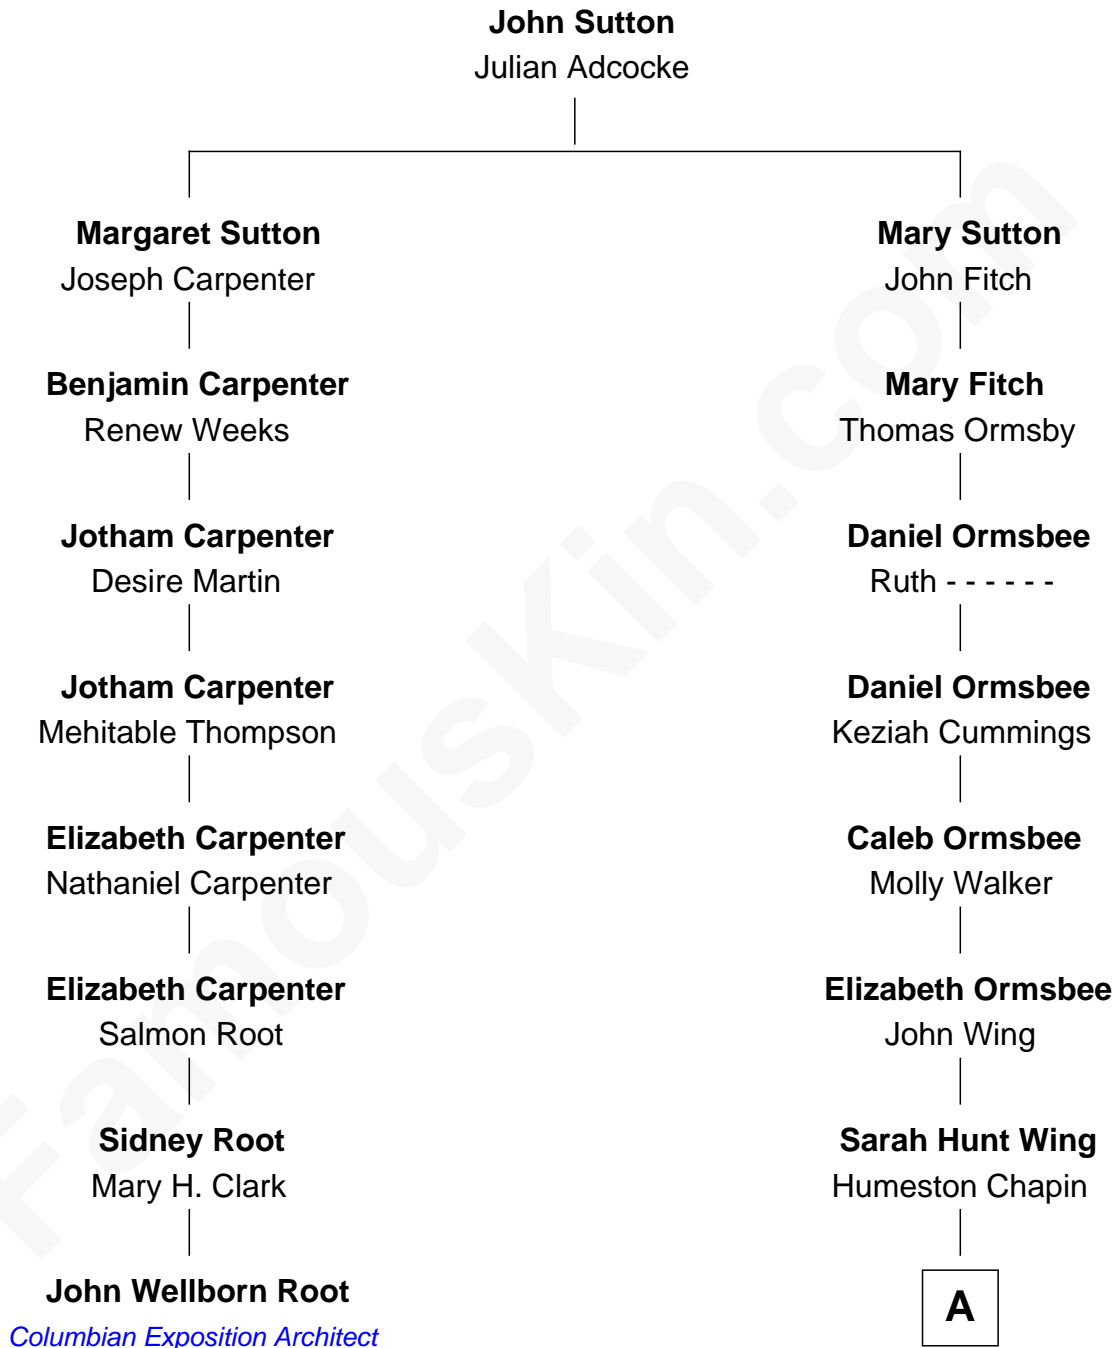 John Sutton
Julian Adcocke
Margaret Sutton
Joseph Carpenter
Mary Sutton
John Fitch
Benjamin Carpenter
Renew Weeks
Mary Fitch
Thomas Ormsby
Jotham Carpenter
Desire Martin
Daniel Ormsbee
Ruth - - - - - -
Jotham Carpenter
Mehitable Thompson
Daniel Ormsbee
Keziah Cummings
Elizabeth Carpenter
Nathaniel Carpenter
Caleb Ormsbee
Molly Walker
Elizabeth Carpenter
Salmon Root
Elizabeth Ormsbee
John Wing
Sidney Root
Mary H. Clark
Sarah Hunt Wing
Humeston Chapin
John Wellborn Root
Columbian Exposition Architect
A
FamousKin.com